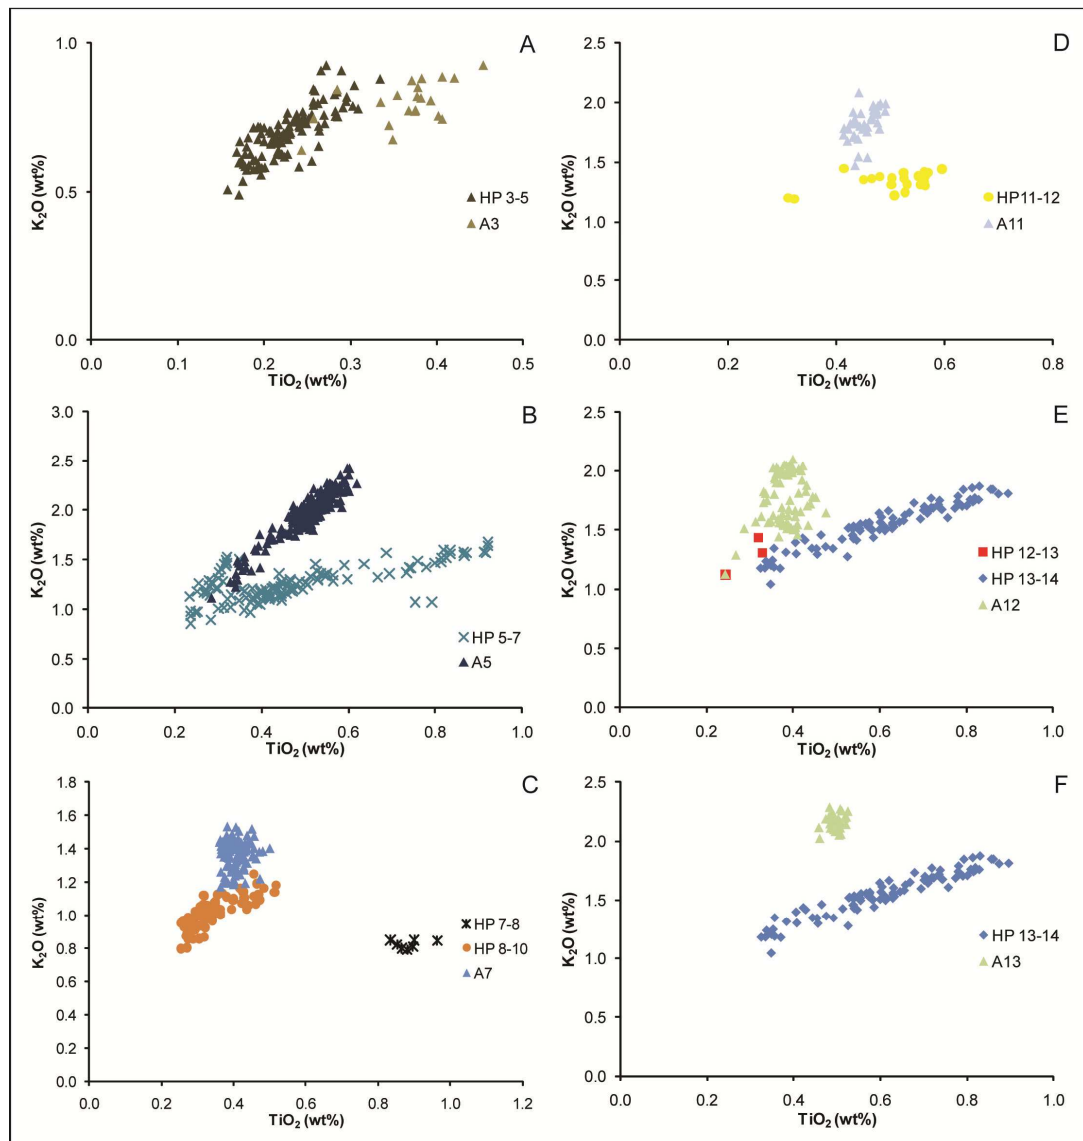 A
1.0
0.5
0.0
K₂O (wt%)
HP 3-5
A3
0.0 0.1 0.2 0.3 0.4 0.5
TiO₂ (wt%)
D
2.5
2.0
1.5
1.0
0.5
0.0
K₂O (wt%)
HP11-12
A11
0.0 0.2 0.4 0.6 0.8
TiO₂ (wt%)
B
3.0
2.5
2.0
1.5
1.0
0.5
0.0
K₂O (wt%)
HP 5-7
A5
0.0 0.2 0.4 0.6 0.8 1.0
TiO₂ (wt%)
E
2.5
2.0
1.5
1.0
0.5
0.0
K₂O (wt%)
HP 12-13
HP 13-14
A12
0.0 0.2 0.4 0.6 0.8 1.0
TiO₂ (wt%)
C
1.8
1.6
1.4
1.2
1.0
0.8
0.6
0.4
0.2
0.0
K₂O (wt%)
HP 7-8
HP 8-10
A7
0.0 0.2 0.4 0.6 0.8 1.0 1.2
TiO₂ (wt%)
F
2.5
2.0
1.5
1.0
0.5
0.0
K₂O (wt%)
HP 13-14
A13
0.0 0.2 0.4 0.6 0.8 1.0
TiO₂ (wt%)